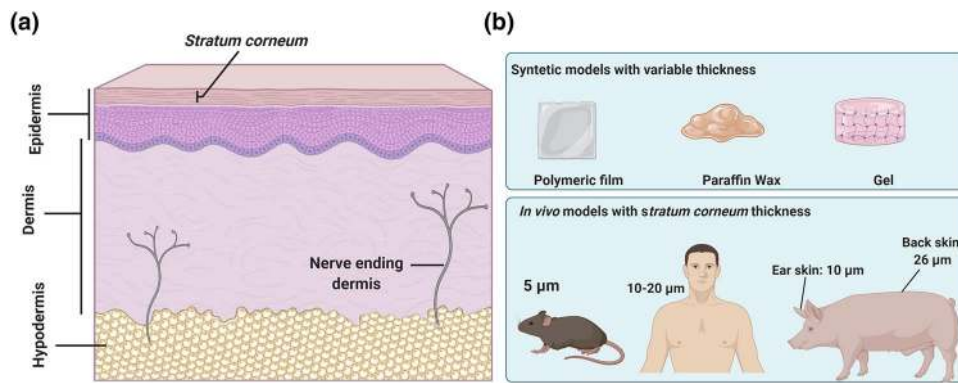 (a)
Stratum corneum
Epidermis
Dermis
Hypodermis
Nerve ending
dermis
(b)
Syntetic models with variable thickness
Polymeric film
Paraffin Wax
Gel
In vivo models with stratum corneum thickness
5 µm
10-20 µm
Ear skin: 10 µm
Back skin
26 µm